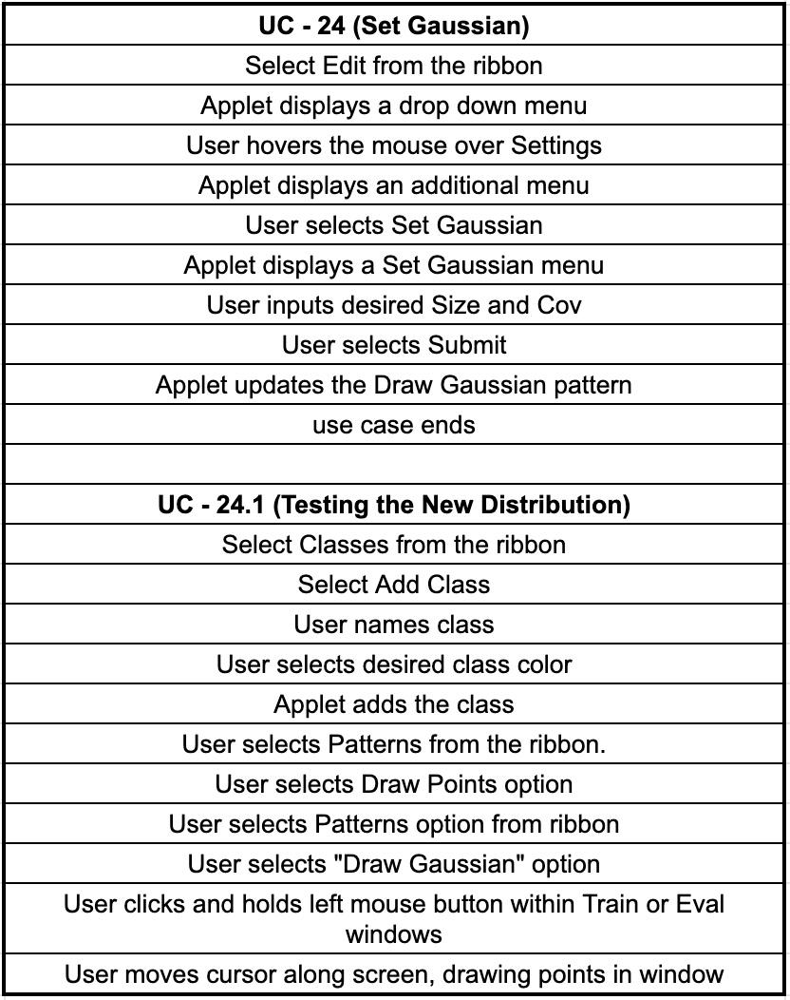 UC - 24 (Set Gaussian)
Select Edit from the ribbon
Applet displays a drop down menu
User hovers the mouse over Settings
Applet displays an additional menu
User selects Set Gaussian
Applet displays a Set Gaussian menu
User inputs desired Size and Cov
User selects Submit
Applet updates the Draw Gaussian pattern
use case ends
UC - 24.1 (Testing the New Distribution)
Select Classes from the ribbon
Select Add Class
User names class
User selects desired class color
Applet adds the class
User selects Patterns from the ribbon.
User selects Draw Points option
User selects Patterns option from ribbon
User selects "Draw Gaussian" option
User clicks and holds left mouse button within Train or Eval
windows
User moves cursor along screen, drawing points in window